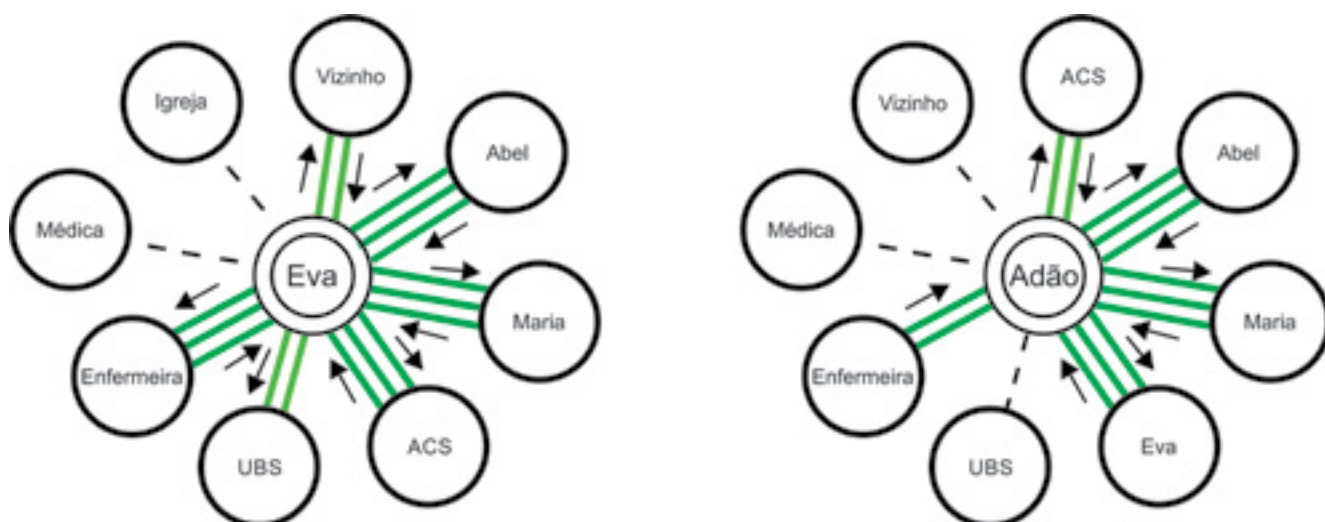 Vizinho
Igreja
Abel
Médica
Eva
Maria
Enfermeira
UBS
ACS
ACS
Vizinho
Abel
Médica
Adão
Maria
Enfermeira
UBS
Eva